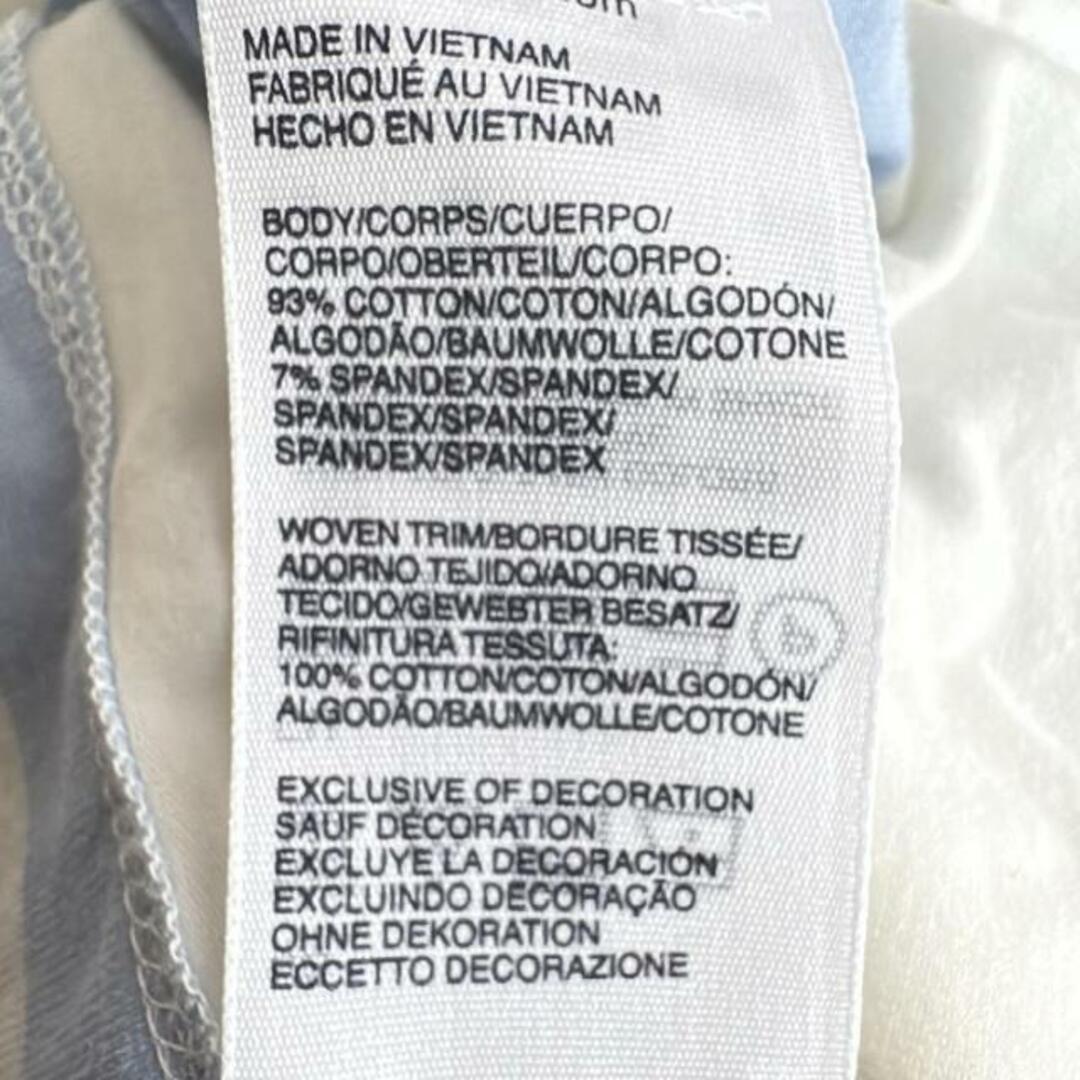 MADE IN VIETNAM
FABRIQUÉ AU VIETNAM
HECHO EN VIETNAM
BODY/CORPS/CUERPO/
CORPO/OBERTEIL/CORPO:
93% COTTON/COTON/ALGODÓN/
ALGODÃO/BAUMWOLLE/COTONE
7% SPANDEX/SPANDEX/
SPANDEX/SPANDEX/
SPANDEX/SPANDEX
WOVEN TRIM/BORDURE TISSÉE/
ADORNO TEJIDO/ADORNO
TECIDO/GEWEBTER BESATZ/
RIFINITURA TESSUTA:
100% COTTON/COTON/ALGODÓN/
ALGODÃO/BAUMWOLLE/COTONE
EXCLUSIVE OF DECORATION
SAUF DÉCORATION
EXCLUYE LA DECORACIÓN
EXCLUINDO DECORAÇÃO
OHNE DEKORATION
ECCETTO DECORAZIONE